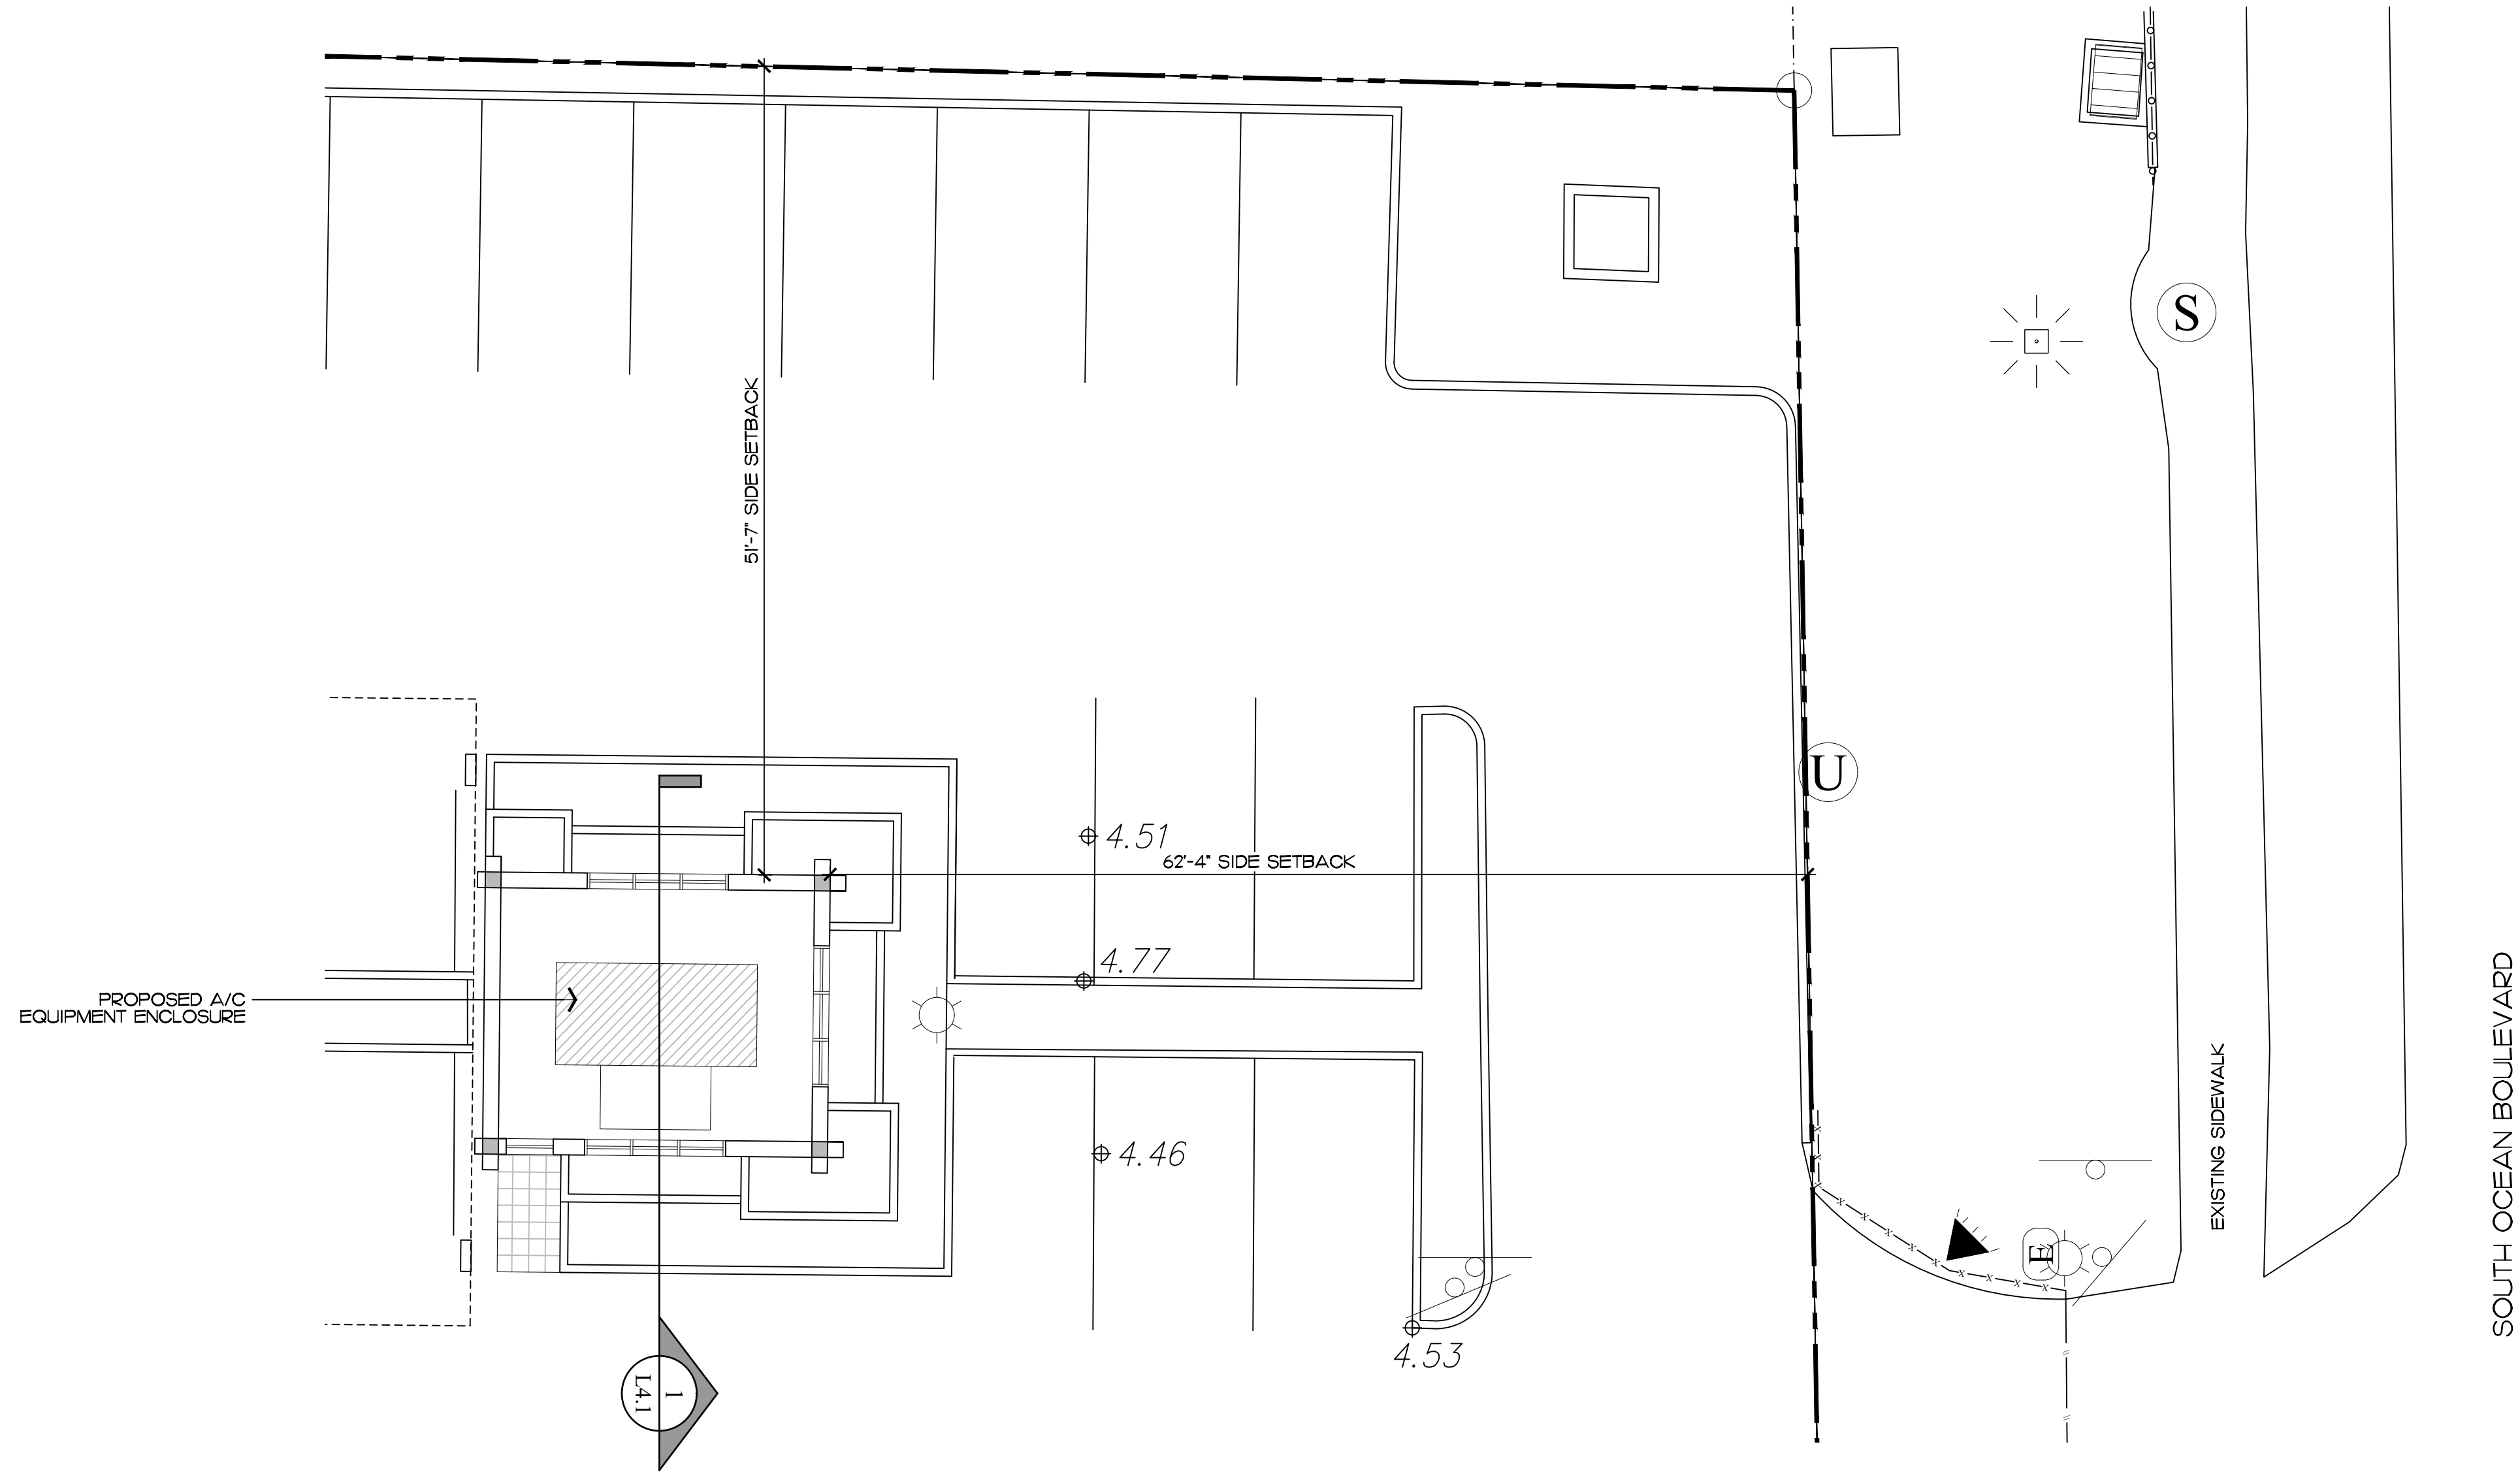 S
51'-7" SIDE SETBACK
U
4.51
62'-4" SIDE SETBACK
4.77
PROPOSED A/C
EQUIPMENT ENCLOSURE
4.46
EXISTING SIDEWALK
SOUTH OCEAN BOULEVARD
E
4.53
1
L4.1